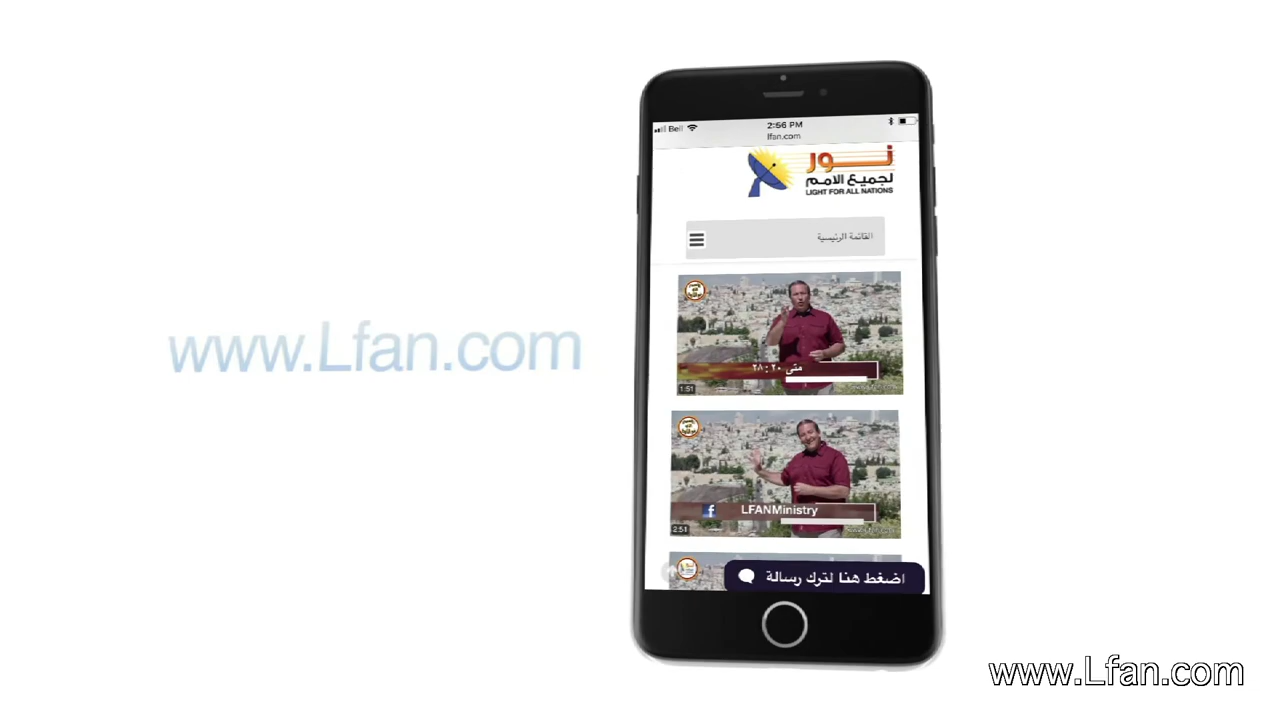 www.Lfan.com
Bell
2:56 PM
lfan.com
نور
لجميع الامم
LIGHT FOR ALL NATIONS
القائمة الرئيسية
متى ٢٠ : ٢٨
1:51
LFANMinistry
2:51
اضغط هنا لترك رسالة
www.Lfan.com